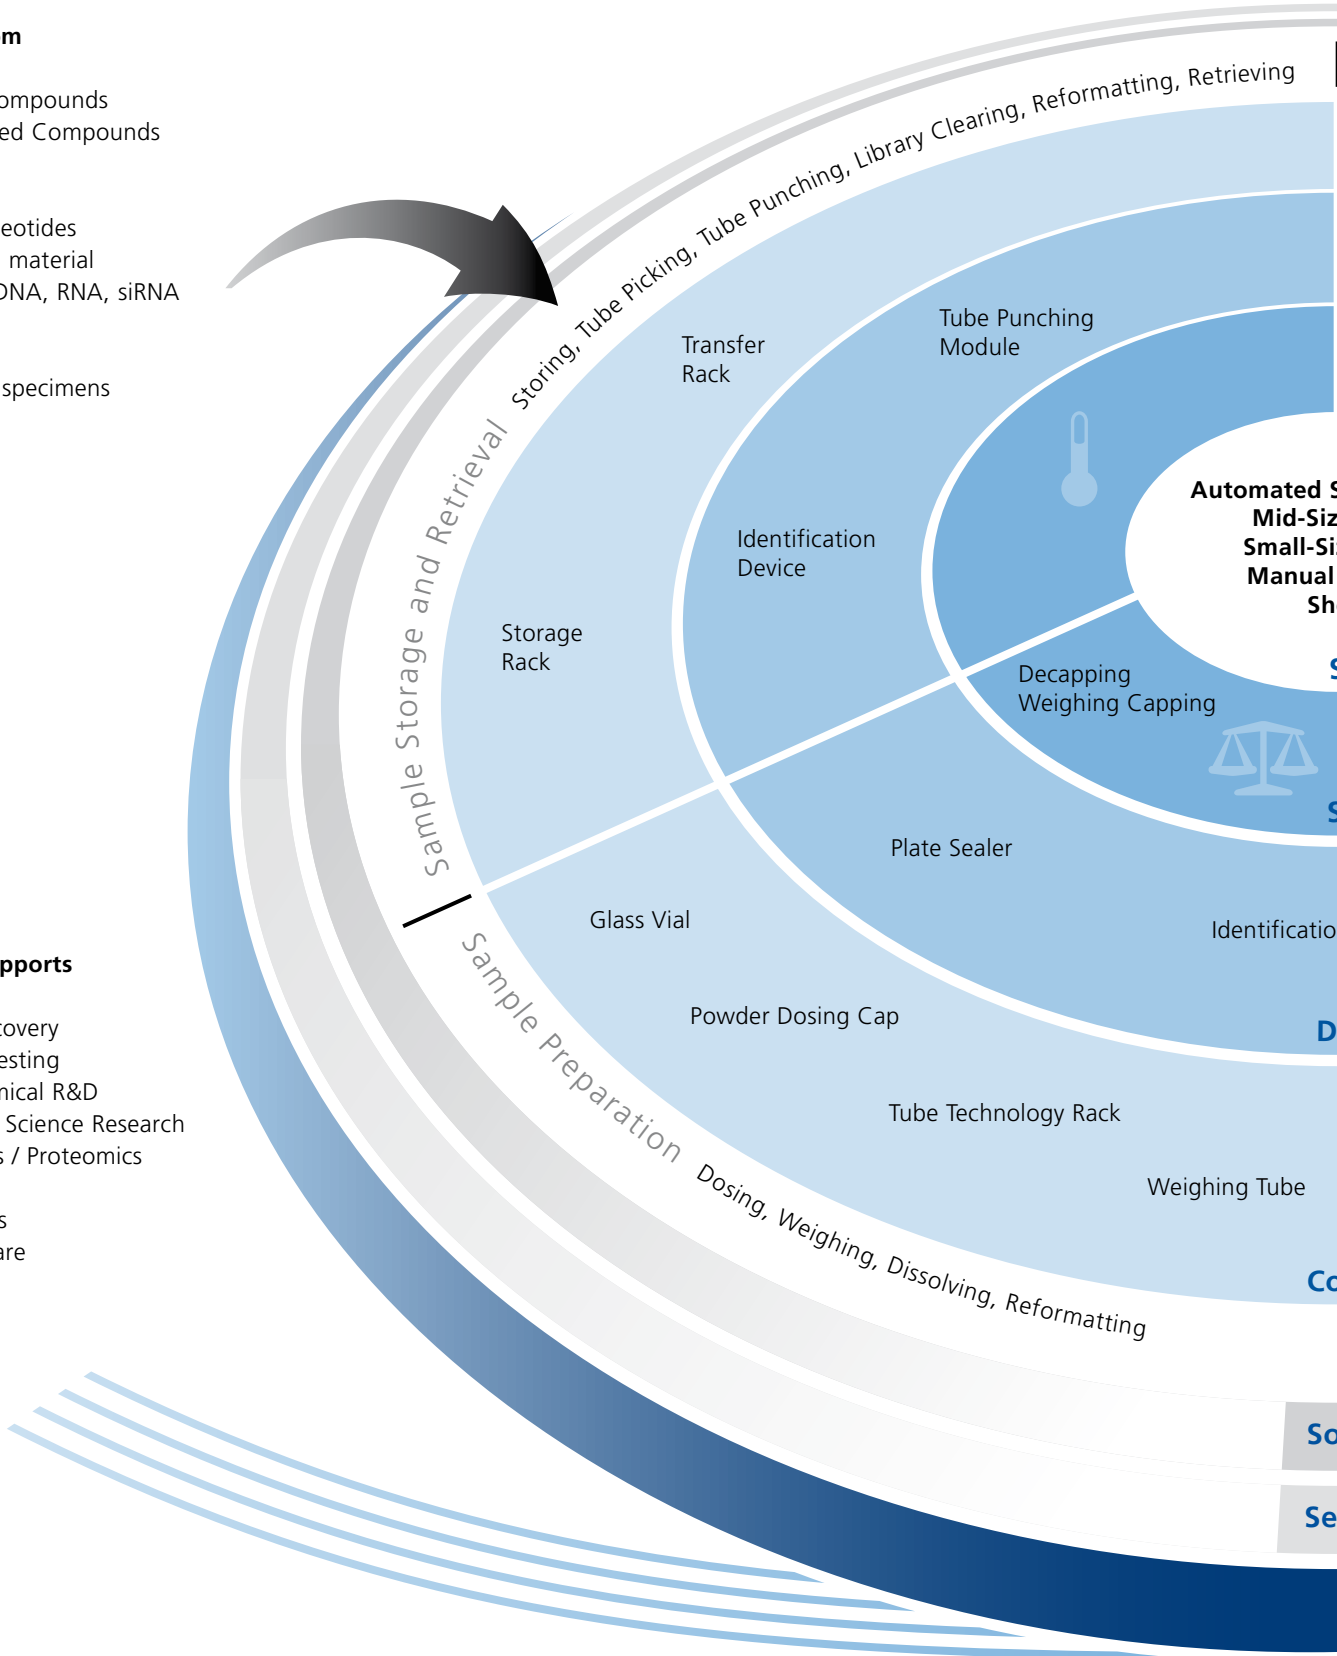 om
ompounds
ed Compounds
eotides
material
DNA, RNA, siRNA
specimens
pports
covery
esting
mical R&D
Science Research
s / Proteomics
s
are
Sample Storage and Retrieval Storing, Tube Picking, Tube Punching, Library Clearing, Reformatting, Retrieving
Transfer
Rack
Tube Punching
Module
Identification
Device
Storage
Rack
Automated S
Mid-Siz
Small-Si
Manual
Sh
S
Decapping
Weighing Capping
S
Plate Sealer
Identificatio
D
Glass Vial
Powder Dosing Cap
Tube Technology Rack
Weighing Tube
Co
Sample Preparation Dosing, Weighing, Dissolving, Reformatting
So
Se